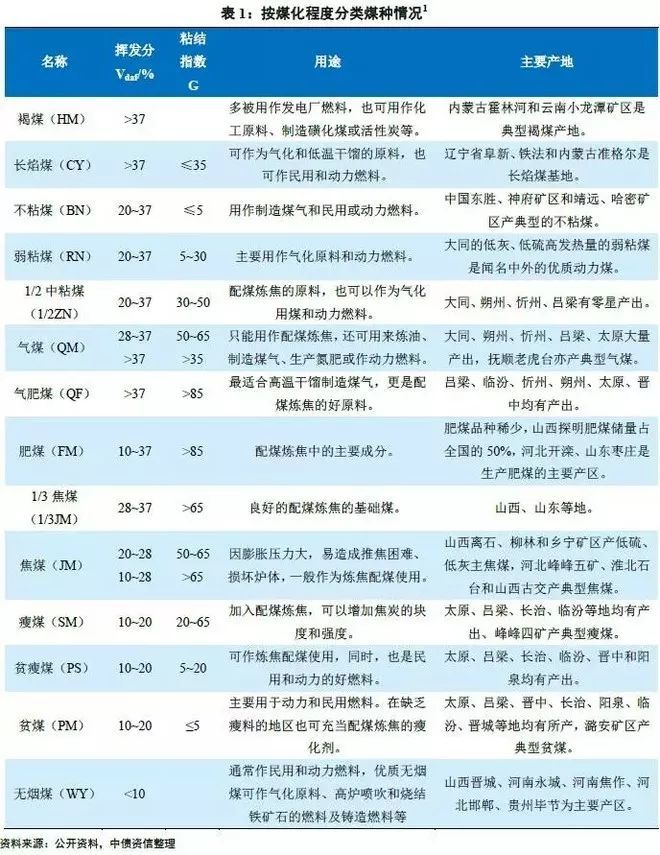 表 1：按煤化程度分类煤种情况1
名称 挥发分 Vdaf/% 粘结指数 G 用途 主要产地
褐煤（HM） >37 多被用作发电厂燃料，也可用作化
工原料、制造磺化煤或活性炭等。
内蒙古霍林河和云南小龙潭矿区是
典型褐煤产地。
长焰煤（CY） >37 ≤35 可作为气化和低温干馏的原料，也
可作民用和动力燃料。
辽宁省阜新、铁法和内蒙古准格尔是
长焰煤基地。
不粘煤（BN） 20~37 ≤5 用作制造煤气和民用或动力燃料。
中国东胜、神府矿区和靖远、哈密矿
区产典型的不粘煤。
弱粘煤（RN） 20~37 5~30 主要用作气化原料和动力燃料。
大同的低灰、低硫高发热量的弱粘煤
是闻名中外的优质动力煤。
1/2 中粘煤
（1/2ZN）
20~37 30~50 配煤炼焦的原料，也可以作为气化
用煤和动力燃料。
大同、朔州、忻州、吕梁有零星产出。
气煤（QM）
28~37 50~65
>37 >35
只能用作配煤炼焦，还可用来炼油、
制造煤气、生产氮肥或作动力燃料。
大同、朔州、忻州、吕梁、太原大量
产出，抚顺老虎台亦产典型气煤。
气肥煤（QF） >37 >85 最适合高温干馏制造煤气，更是配
煤炼焦的好原料。
吕梁、临汾、忻州、朔州、太原、晋
中均有产出。
肥煤（FM） 10~37 >85 配煤炼焦中的主要成分。
肥煤品种稀少，山西探明肥煤储量占
全国的 50%，河北开滦、山东枣庄是
生产肥煤的主要产区。
1/3 焦煤
（1/3JM）
28~37 >65 良好的配煤炼焦的基础煤。 山西、山东等地。
焦煤（JM）
20~28 50~65
10~28 >65
因膨胀压力大，易造成推焦困难、
损坏炉体，一般作为炼焦配煤使用。
山西离石、柳林和乡宁矿区产低硫、
低灰主焦煤，河北峰峰五矿、淮北石
台和山西古交产典型焦煤。
瘦煤（SM） 10~20 20~65 加入配煤炼焦，可以增加焦炭的块
度和强度。
太原、吕梁、长治、临汾等地均有产
出、峰峰四矿产典型瘦煤。
贫瘦煤（PS） 10~20 5~20 可作炼焦配煤使用，同时，也是民
用和动力的好燃料。
太原、吕梁、长治、临汾、晋中和阳
泉均有产出。
贫煤（PM） 10~20 ≤5 主要用于动力和民用燃料。在缺乏
瘦料的地区也可充当配煤炼焦的瘦
化剂。
太原、吕梁、晋中、长治、阳泉、临
汾、晋城等地均有所产，潞安矿区产
典型贫煤。
无烟煤（WY） <10 通常作民用和动力燃料，优质无烟
煤可作气化原料、高炉喷吹和烧结
铁矿石的燃料及铸造燃料等
山西晋城、河南永城、河南焦作、河
北邯郸、贵州毕节为主要产区。
资料来源：公开资料，中债资信整理